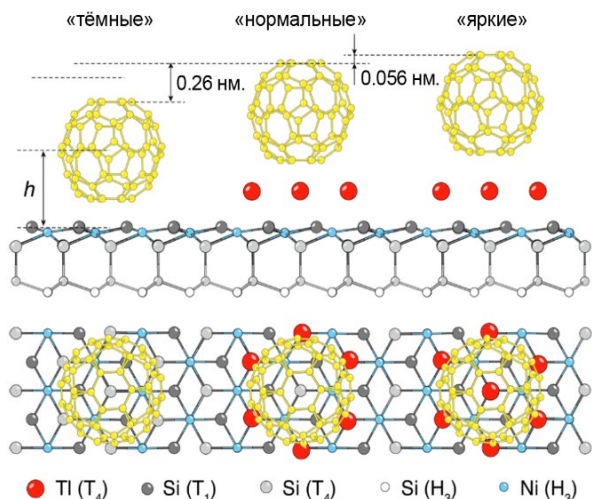 «тёмные» «нормальные» «яркие»
0.26 нм.
0.056 нм.
h
Tl (T4) Si (T1) Si (T4) Si (H3) Ni (H3)